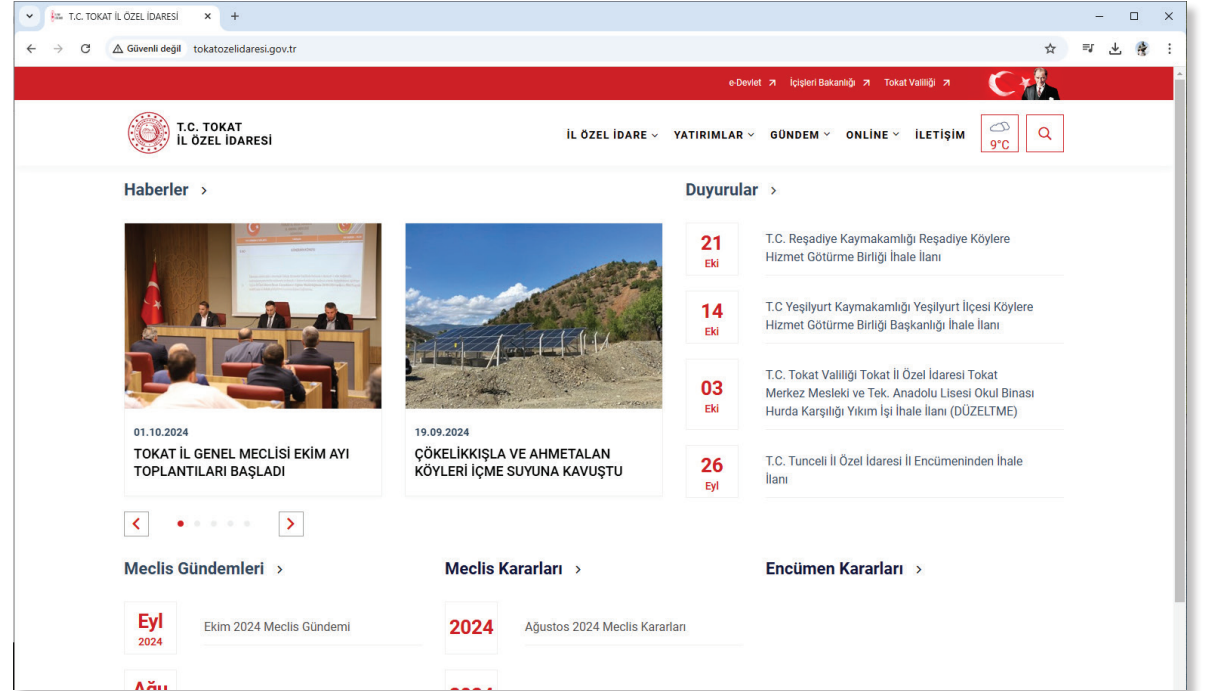 T.C. TOKAT İL ÖZEL İDARESİ
Güvenli değil tokatozelidaresi.gov.tr
e-Devlet İçişleri Bakanlığı Tokat Valiliği
T.C. TOKAT
İL ÖZEL İDARESİ
İL ÖZEL İDARE YATIRIMLAR GÜNDEM ONLİNE İLETİŞİM
9°C
Haberler
01.10.2024
TOKAT İL GENEL MECLİSİ EKİM AYI
TOPLANTILARI BAŞLADI
19.09.2024
ÇÖKELİKKIŞLA VE AHMETALAN
KÖYLERİ İÇME SUYUNA KAVUŞTU
Duyurular
21
Eki
T.C. Reşadiye Kaymakamlığı Reşadiye Köylere
Hizmet Götürme Birliği İhale İlanı
14
Eki
T.C Yeşilyurt Kaymakamlığı Yeşilyurt İlçesi Köylere
Hizmet Götürme Birliği Başkanlığı İhale İlanı
03
Eki
T.C. Tokat Valiliği Tokat İl Özel İdaresi Tokat
Merkez Mesleki ve Tek. Anadolu Lisesi Okul Binası
Hurda Karşılığı Yıkım İşi İhale İlanı (DÜZELTME)
26
Eyl
T.C. Tunceli İl Özel İdaresi İl Encümeninden İhale
İlanı
Meclis Gündemleri
Eyl
2024
Ekim 2024 Meclis Gündemi
Ağu
Meclis Kararları
2024
Ağustos 2024 Meclis Kararları
2024
Encümen Kararları